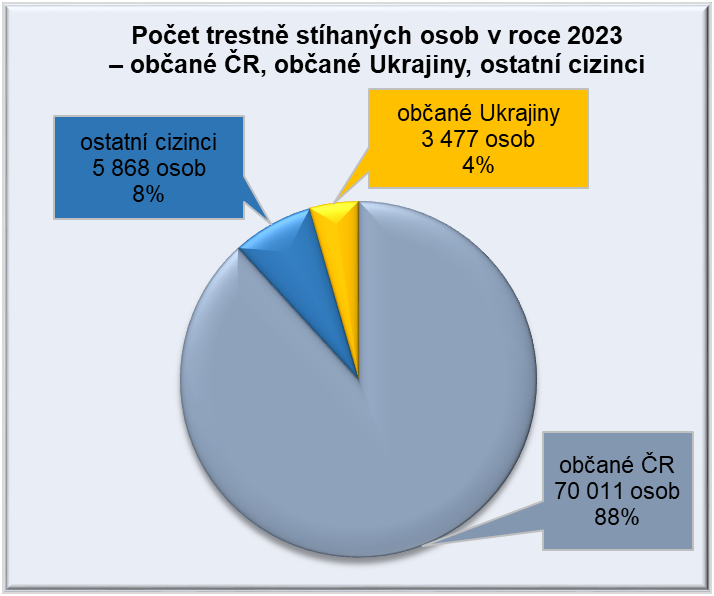 Počet trestně stíhaných osob v roce 2023
– občané ČR, občané Ukrajiny, ostatní cizinci
občané Ukrajiny
3 477 osob
4%
ostatní cizinci
5 868 osob
8%
občané ČR
70 011 osob
88%